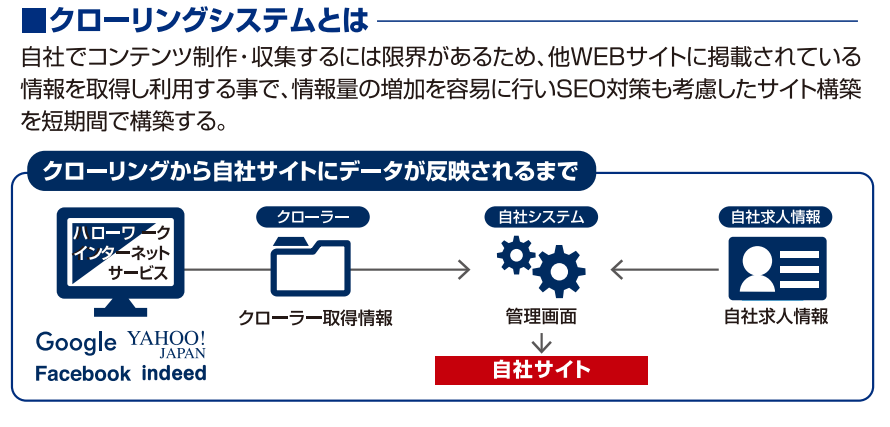 ■クローリングシステムとは
自社でコンテンツ制作・収集するには限界があるため、他WEBサイトに掲載されている
情報を取得し利用する事で、情報量の増加を容易に行いSEO対策も考慮したサイト構築
を短期間で構築する。
クローリングから自社サイトにデータが反映されるまで
ハローワーク
インターネット
サービス
Google YAHOO!
JAPAN
Facebook indeed
クローラー
クローラー取得情報
自社システム
管理画面
自社サイト
自社求人情報
自社求人情報